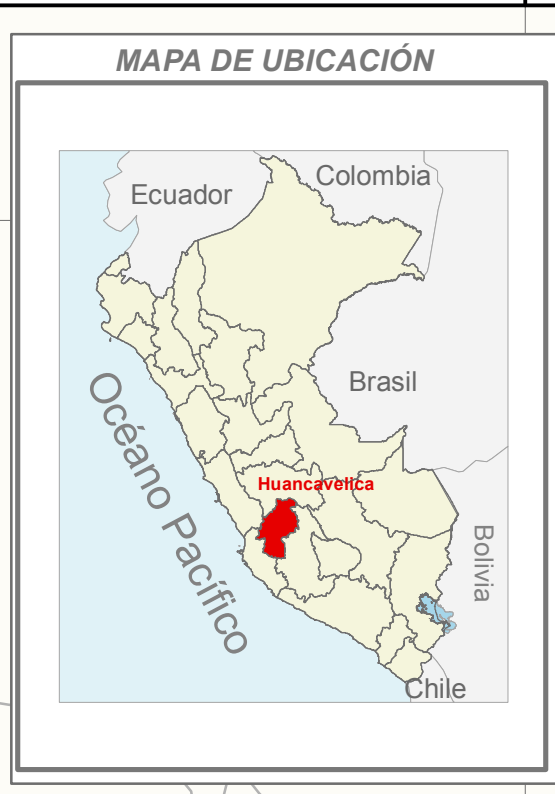 MAPA DE UBICACIÓN
Colombia
Ecuador
Brasil
Océano Pacífico
Huancavelica
Bolivia
Chile